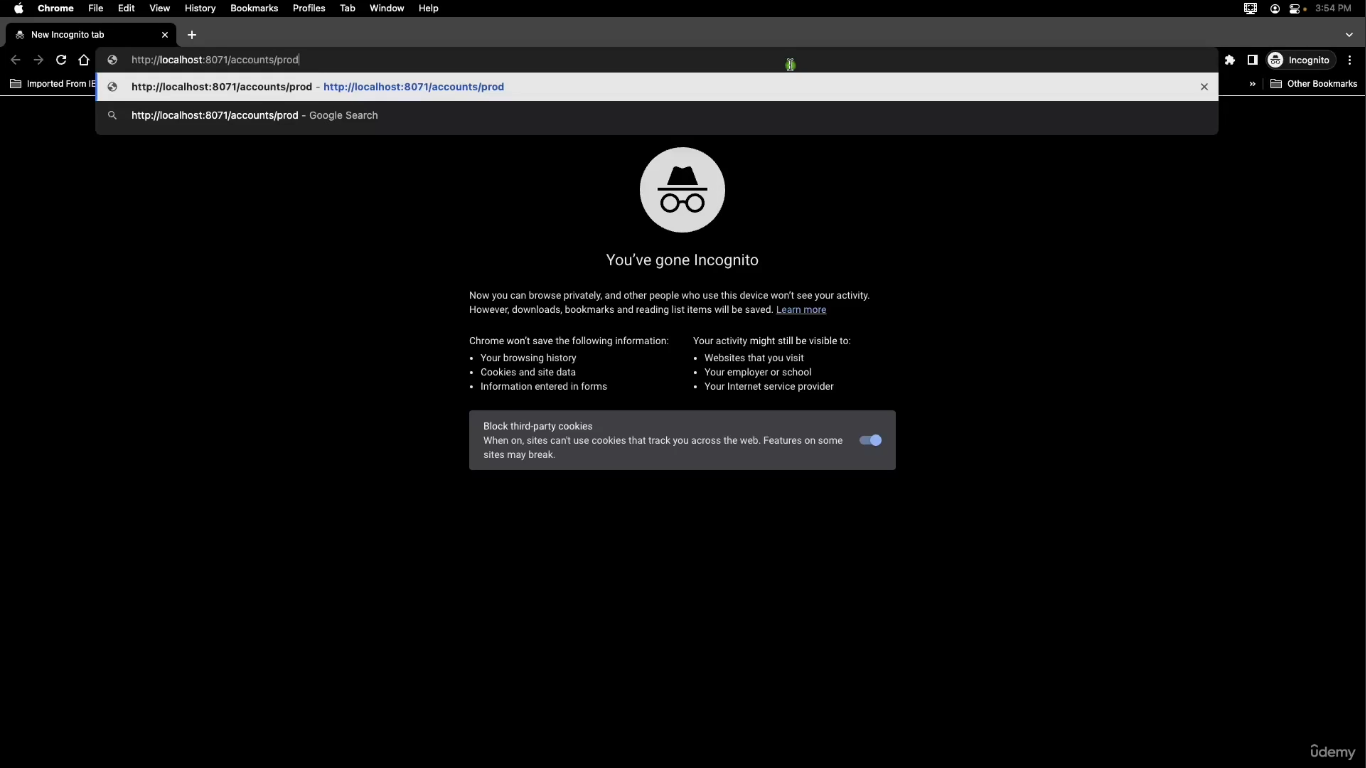 Chrome File Edit View History Bookmarks Profiles Tab Window Help 3:54 PM
New Incognito tab
http://localhost:8071/accounts/prod Incognito
Imported From IE » Other Bookmarks
http://localhost:8071/accounts/prod - http://localhost:8071/accounts/prod
http://localhost:8071/accounts/prod - Google Search
You've gone Incognito
Now you can browse privately, and other people who use this device won't see your activity.
However, downloads, bookmarks and reading list items will be saved. Learn more
Chrome won't save the following information:
• Your browsing history
• Cookies and site data
• Information entered in forms
Your activity might still be visible to:
• Websites that you visit
• Your employer or school
• Your Internet service provider
Block third-party cookies
When on, sites can't use cookies that track you across the web. Features on some
sites may break.
ûdemy